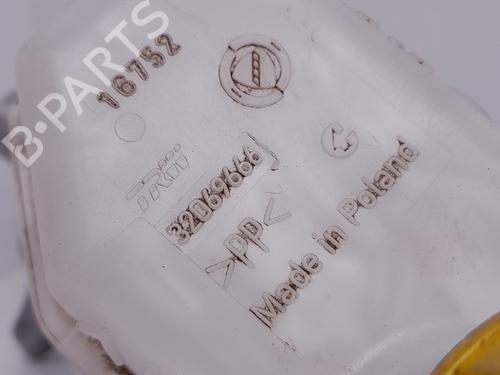 B-PARTS
16752
TRW
32069666
>PP<
Made in Poland